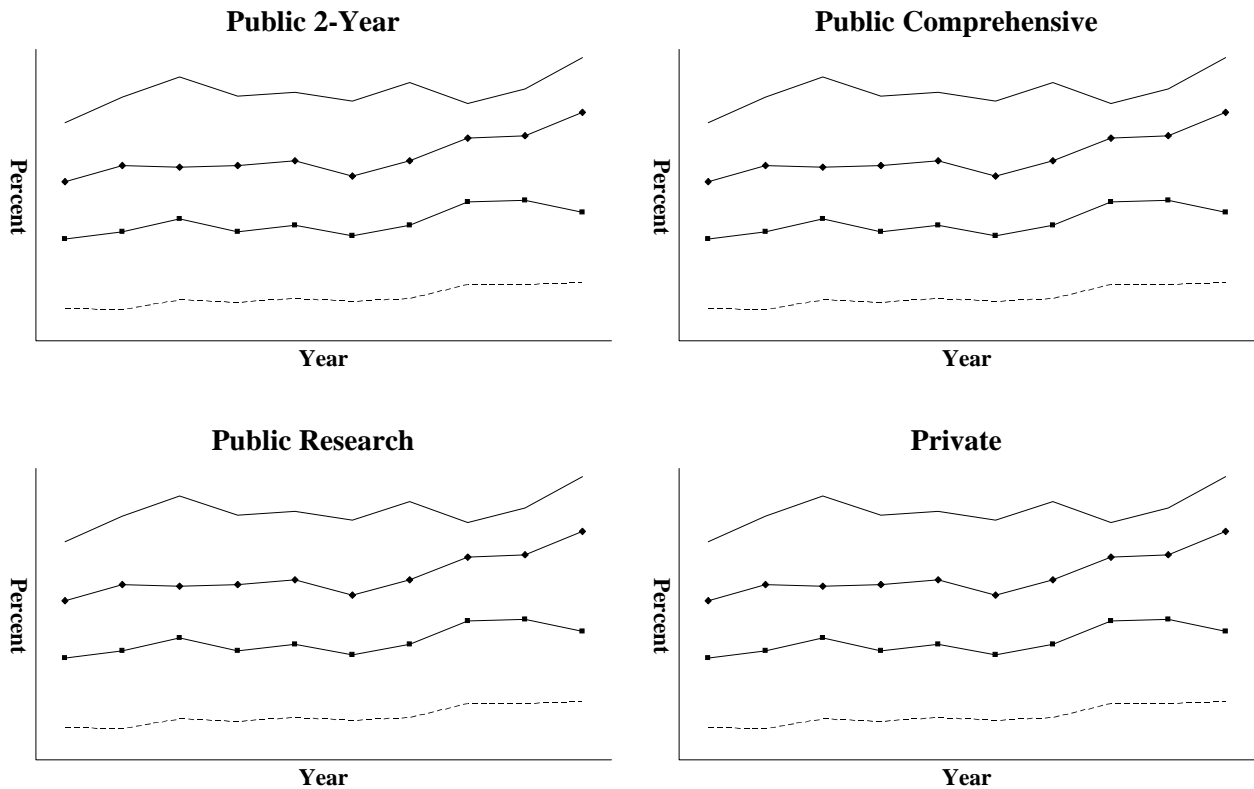 Public 2-Year
Percent
Year
Public Comprehensive
Percent
Year
Public Research
Percent
Year
Private
Percent
Year